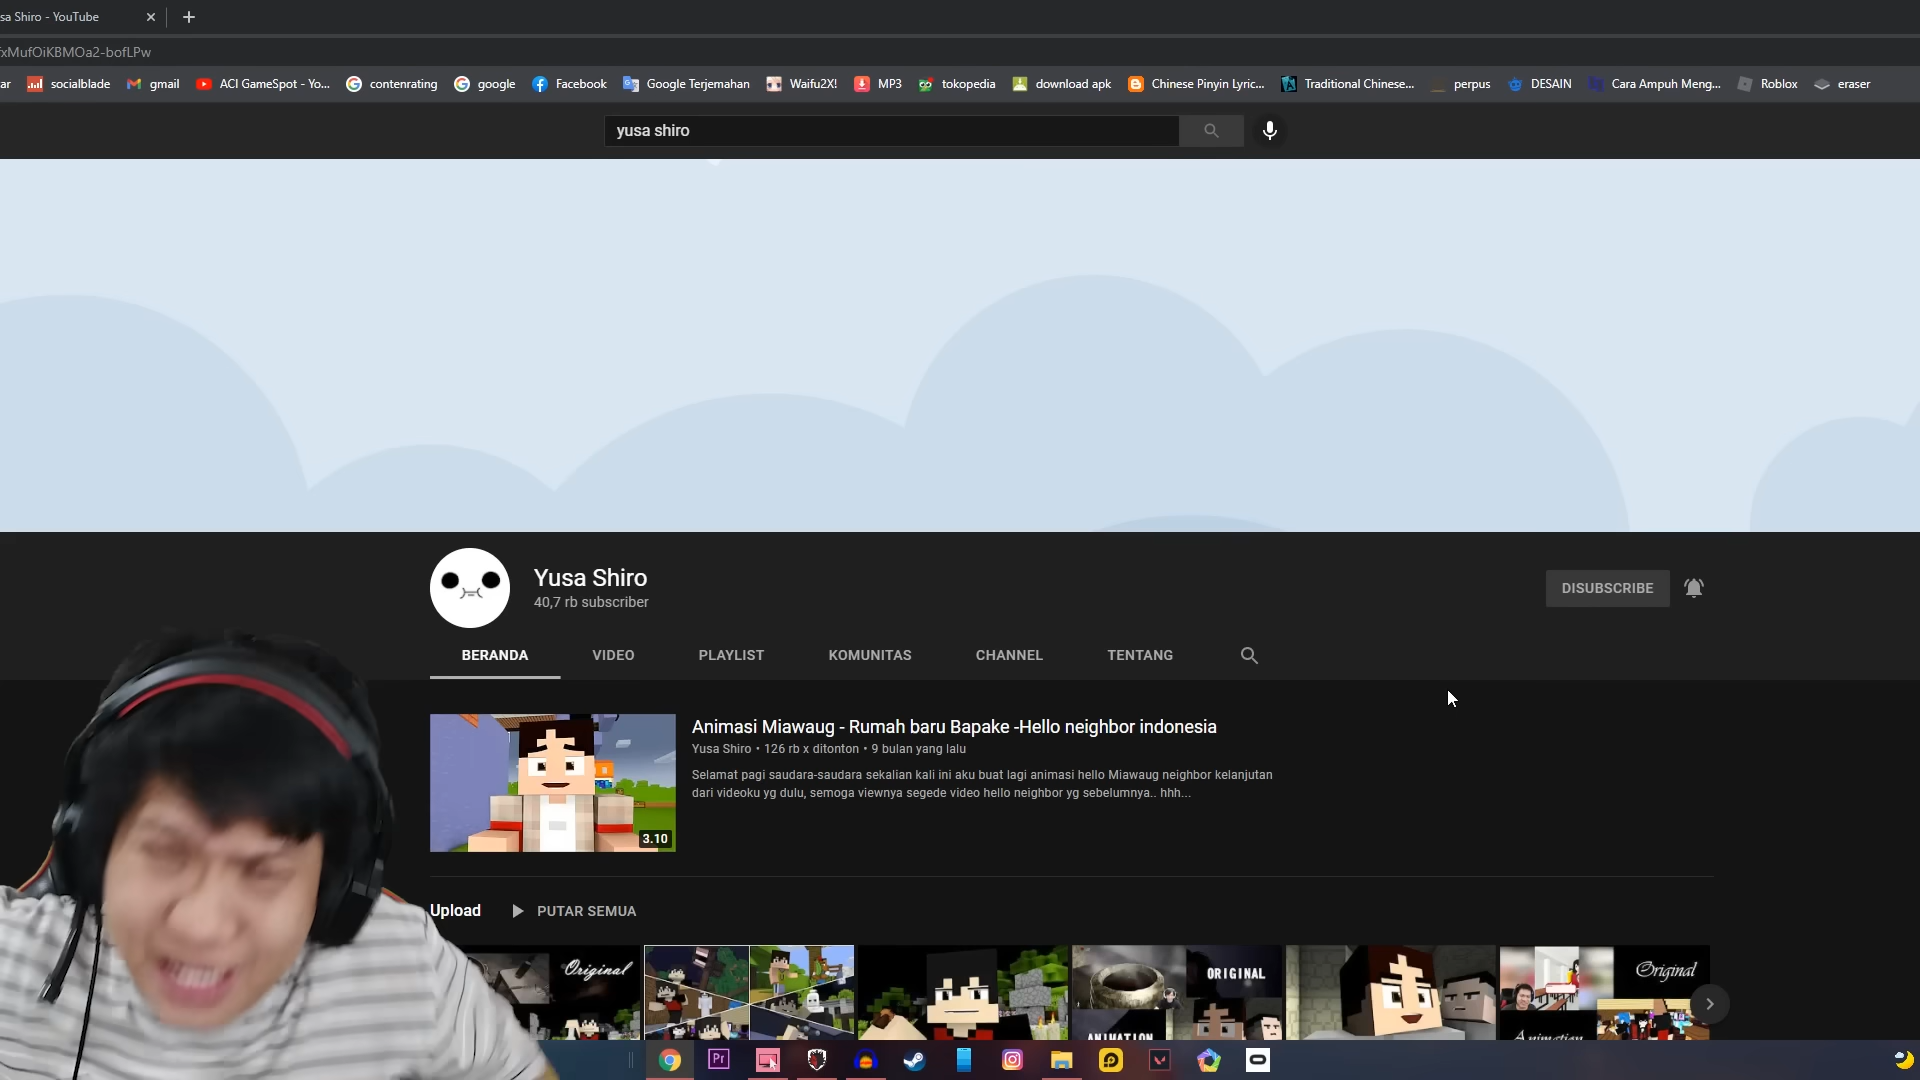 sa Shiro - YouTube
fxMufOiKBMOa2-bofLPw
ar socialblade gmail ACI GameSpot - Yo... contenrating google Facebook Google Terjemahan Waifu2X! MP3 tokopedia download apk Chinese Pinyin Lyric... Traditional Chinese... perpus DESAIN Cara Ampuh Meng... Roblox eraser
yusa shiro
Yusa Shiro
40,7 rb subscriber
DISUBSCRIBE
BERANDA VIDEO PLAYLIST KOMUNITAS CHANNEL TENTANG
Animasi Miawaug - Rumah baru Bapake -Hello neighbor indonesia
Yusa Shiro • 126 rb x ditonton • 9 bulan yang lalu
Selamat pagi saudara-saudara sekalian kali ini aku buat lagi animasi hello Miawaug neighbor kelanjutan
dari videoku yg dulu, semoga viewnya segede video hello neighbor yg sebelumnya.. hhh...
3.10
Upload PUTAR SEMUA
Original
ORIGINAL
ANIMATION
Original
Animation
Pr